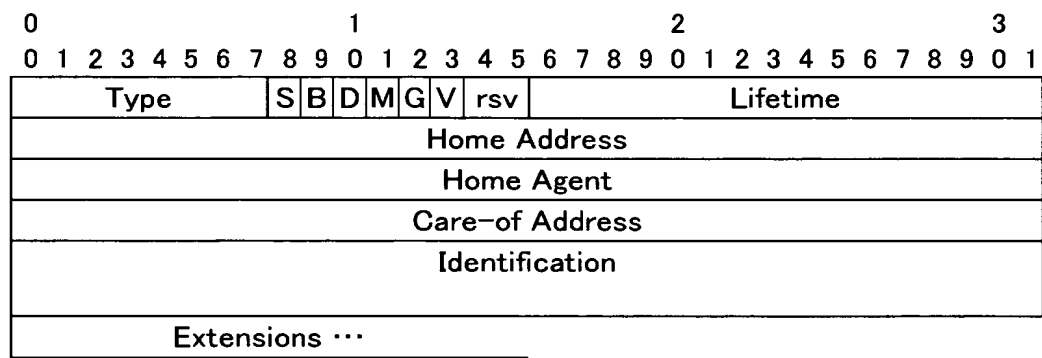 0 1 2 3
0 1 2 3 4 5 6 7 8 9 0 1 2 3 4 5 6 7 8 9 0 1 2 3 4 5 6 7 8 9 0 1
Type S B D M G V rsv Lifetime
Home Address
Home Agent
Care-of Address
Identification
Extensions ⋯